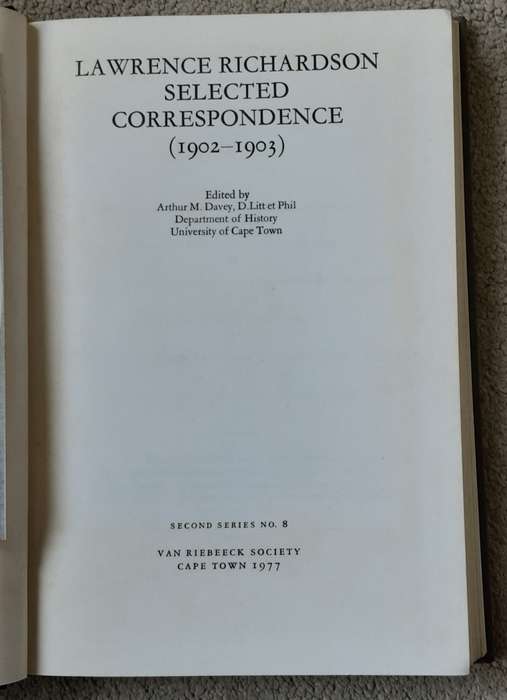 LAWRENCE RICHARDSON
SELECTED
CORRESPONDENCE
(1902–1903)
Edited by
Arthur M. Davey, D.Litt et Phil
Department of History
University of Cape Town
SECOND SERIES NO. 8
VAN RIEBEECK SOCIETY
CAPE TOWN 1977